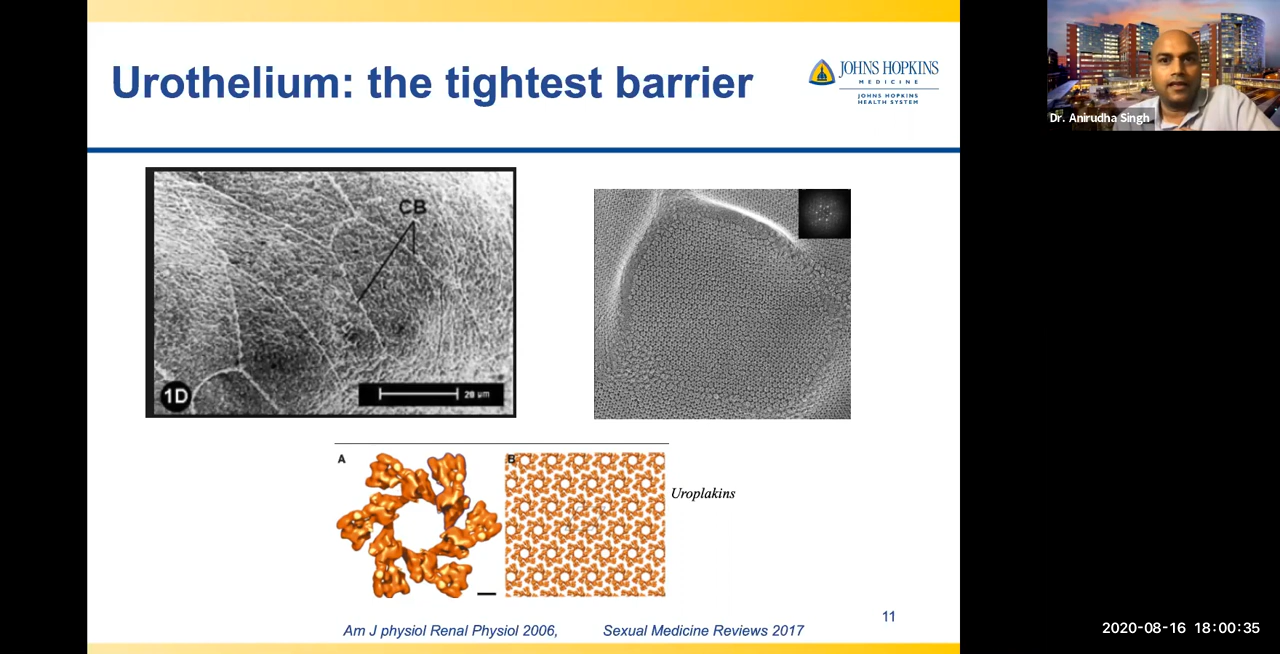 Urothelium: the tightest barrier
JOHNS HOPKINS
MEDICINE
JOHNS HOPKINS
HEALTH SYSTEM
Dr. Anirudha Singh
CB
1D
20 μm
A
B
Uroplakins
Am J physiol Renal Physiol 2006,
Sexual Medicine Reviews 2017
11
2020-08-16 18:00:35